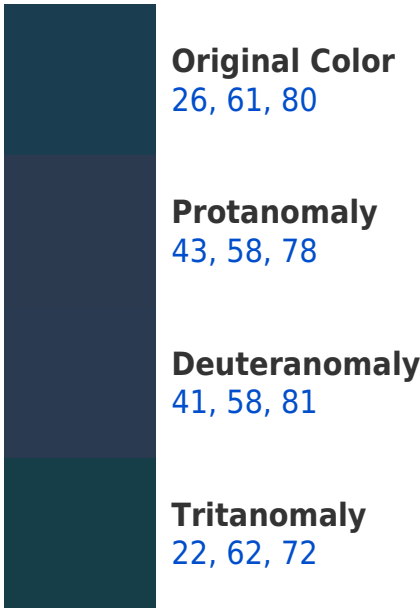 Original Color
26, 61, 80
Protanomaly
43, 58, 78
Deuteranomaly
41, 58, 81
Tritanomaly
22, 62, 72